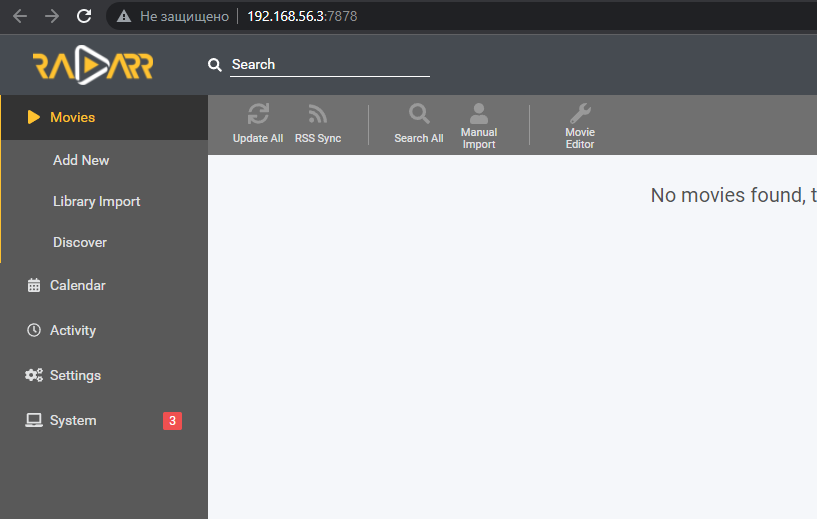 Не защищено 192.168.56.3:7878
RADARR
Search
Movies
Add New
Library Import
Discover
Calendar
Activity
Settings
System 3
Update All
RSS Sync
Search All
Manual
Import
Movie
Editor
No movies found, t